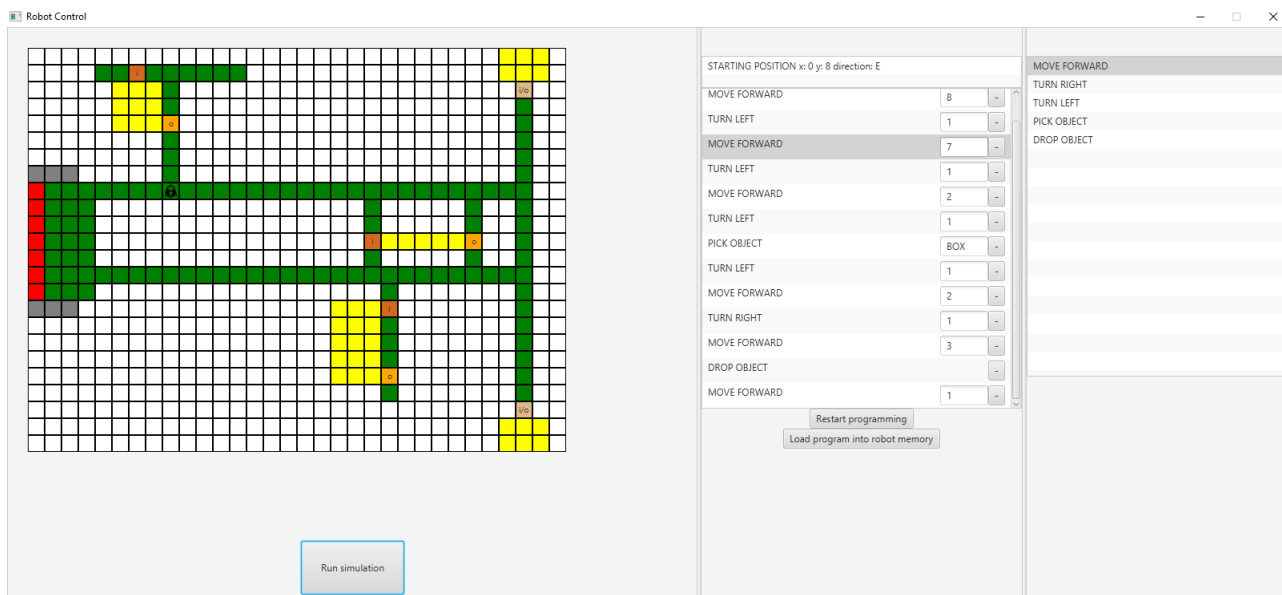 Robot Control
STARTING POSITION x: 0 y: 8 direction: E
MOVE FORWARD 8 -
TURN LEFT 1 -
MOVE FORWARD 7 -
TURN LEFT 1 -
MOVE FORWARD 2 -
TURN LEFT 1 -
PICK OBJECT BOX -
TURN LEFT 1 -
MOVE FORWARD 2 -
TURN RIGHT 1 -
MOVE FORWARD 3 -
DROP OBJECT -
MOVE FORWARD 1 -
Restart programming
Load program into robot memory
MOVE FORWARD
TURN RIGHT
TURN LEFT
PICK OBJECT
DROP OBJECT
i
i/o
o
i
o
i
o
i/o
Run simulation